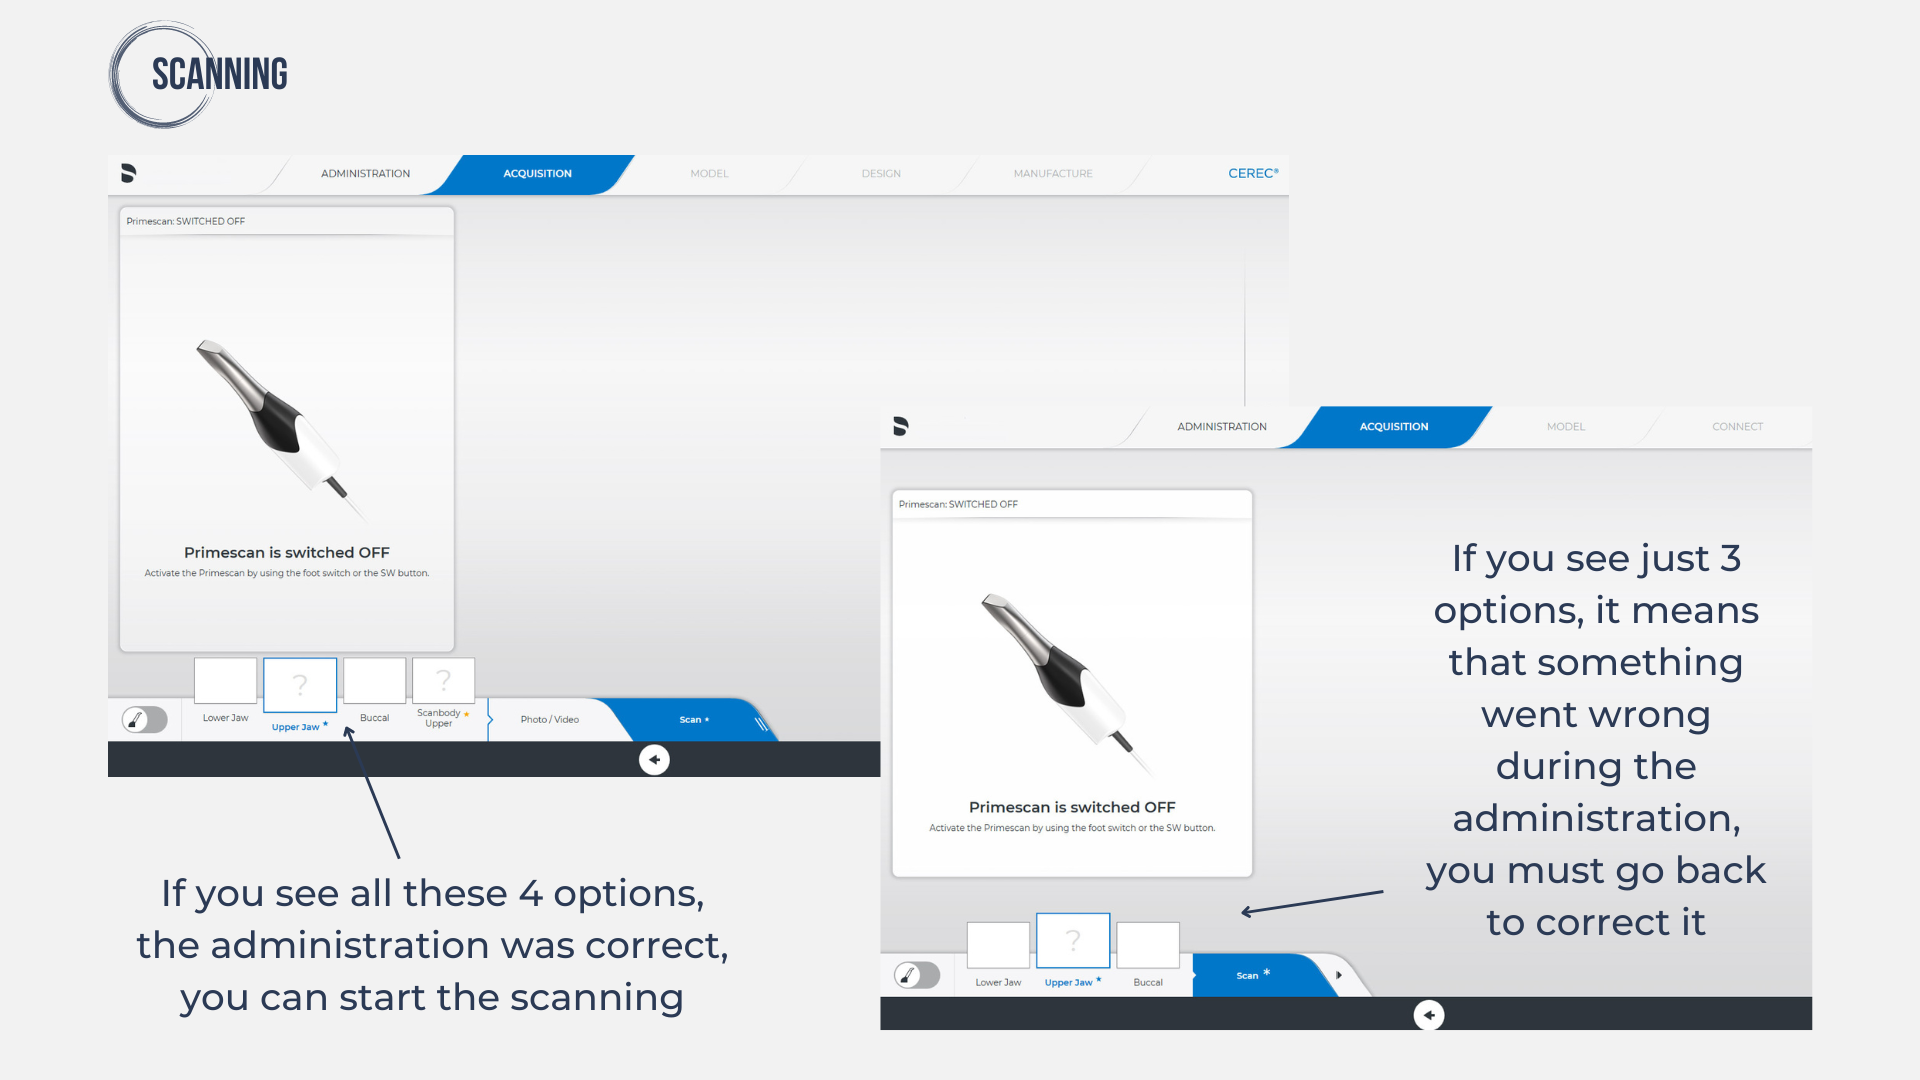 SCANNING
ADMINISTRATION
ACQUISITION
MODEL
DESIGN
MANUFACTURE
CEREC®
Primescan: SWITCHED OFF
Primescan is switched OFF
Activate the Primescan by using the foot switch or the SW button.
?
?
Lower Jaw
Upper Jaw *
Buccal
Scanbody *
Upper
Photo / Video
Scan *
If you see all these 4 options,
the administration was correct,
you can start the scanning
ADMINISTRATION
ACQUISITION
MODEL
CONNECT
Primescan: SWITCHED OFF
Primescan is switched OFF
Activate the Primescan by using the foot switch or the SW button.
?
Lower Jaw
Upper Jaw *
Buccal
Scan *
If you see just 3
options, it means
that something
went wrong
during the
administration,
you must go back
to correct it